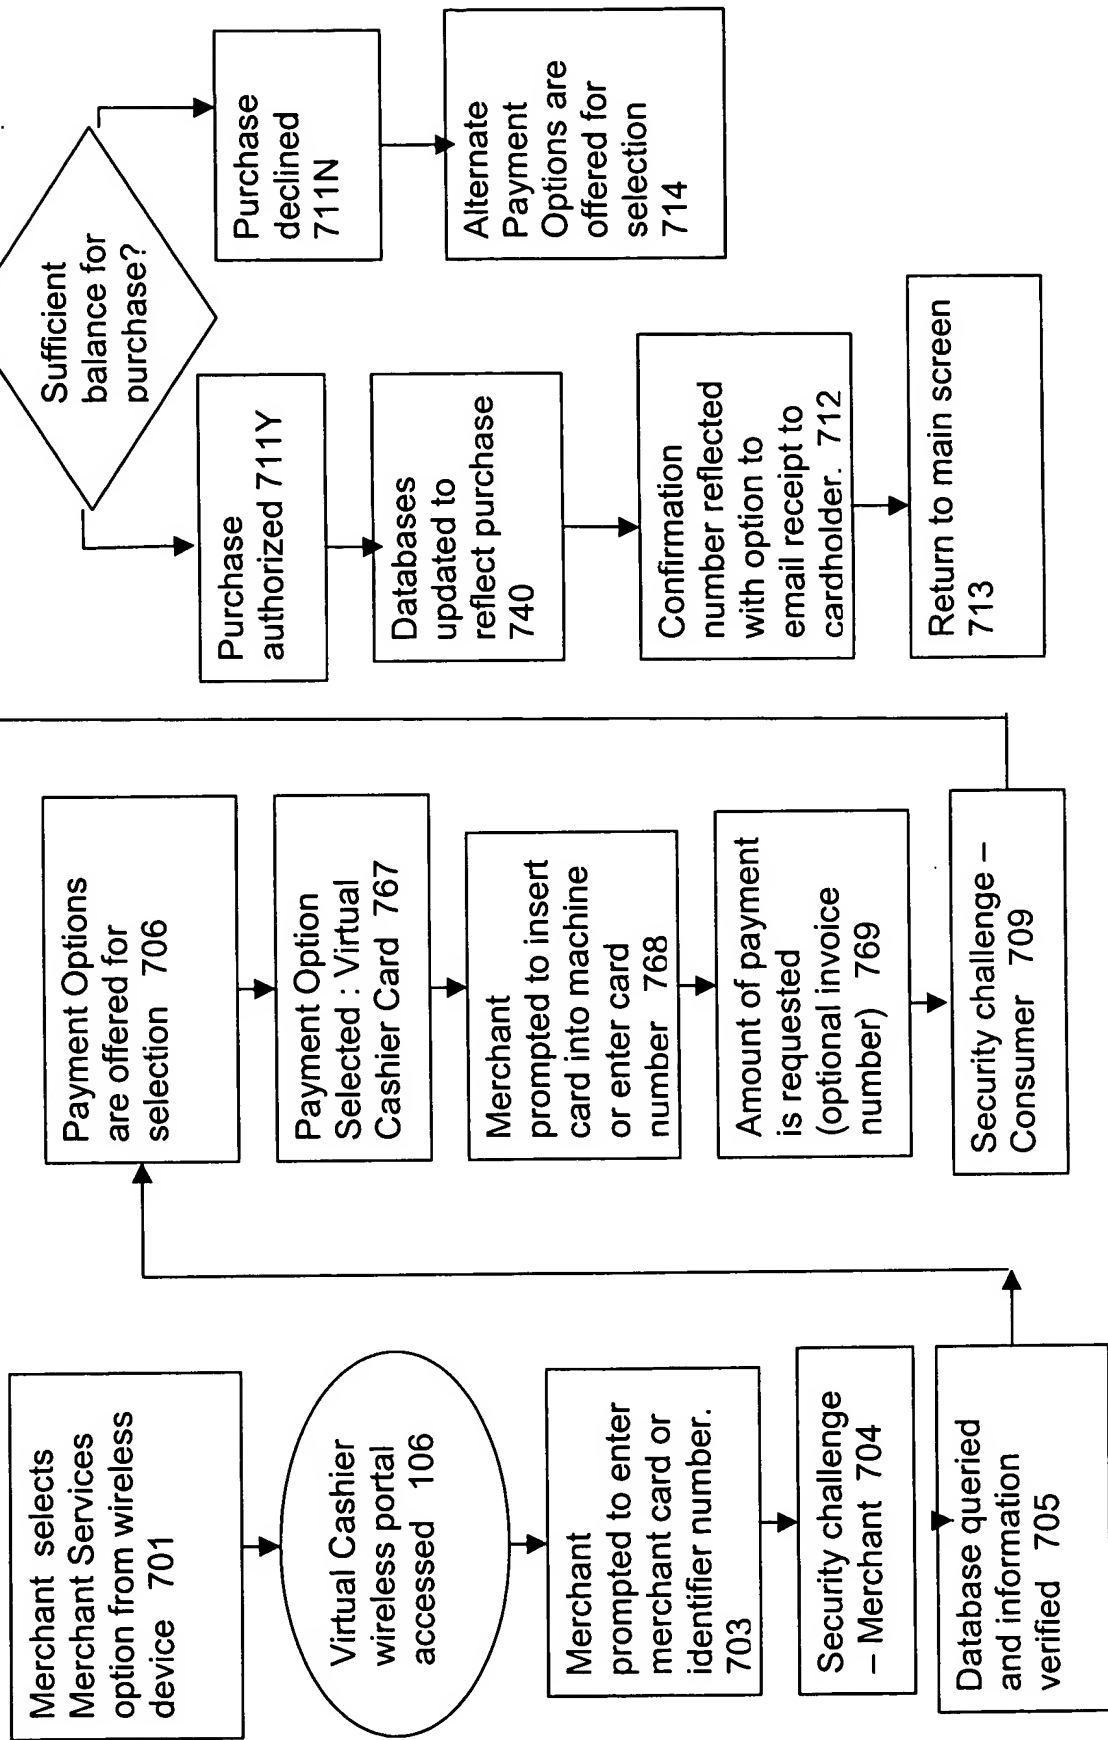 Merchant selects
Merchant Services
option from wireless
device 701
Virtual Cashier
wireless portal
accessed 106
Merchant
prompted to enter
merchant card or
identifier number.
703
Security challenge
– Merchant 704
Database queried
and information
verified 705
Payment Options
are offered for
selection 706
Payment Option
Selected : Virtual
Cashier Card 767
Merchant
prompted to insert
card into machine
or enter card
number 768
Amount of payment
is requested
(optional invoice
number) 769
Security challenge –
Consumer 709
Sufficient
balance for
purchase?
Purchase
authorized 711Y
Databases
updated to
reflect purchase
740
Confirmation
number reflected
with option to
email receipt to
cardholder. 712
Return to main screen
713
Purchase
declined
711N
Alternate
Payment
Options are
offered for
selection
714